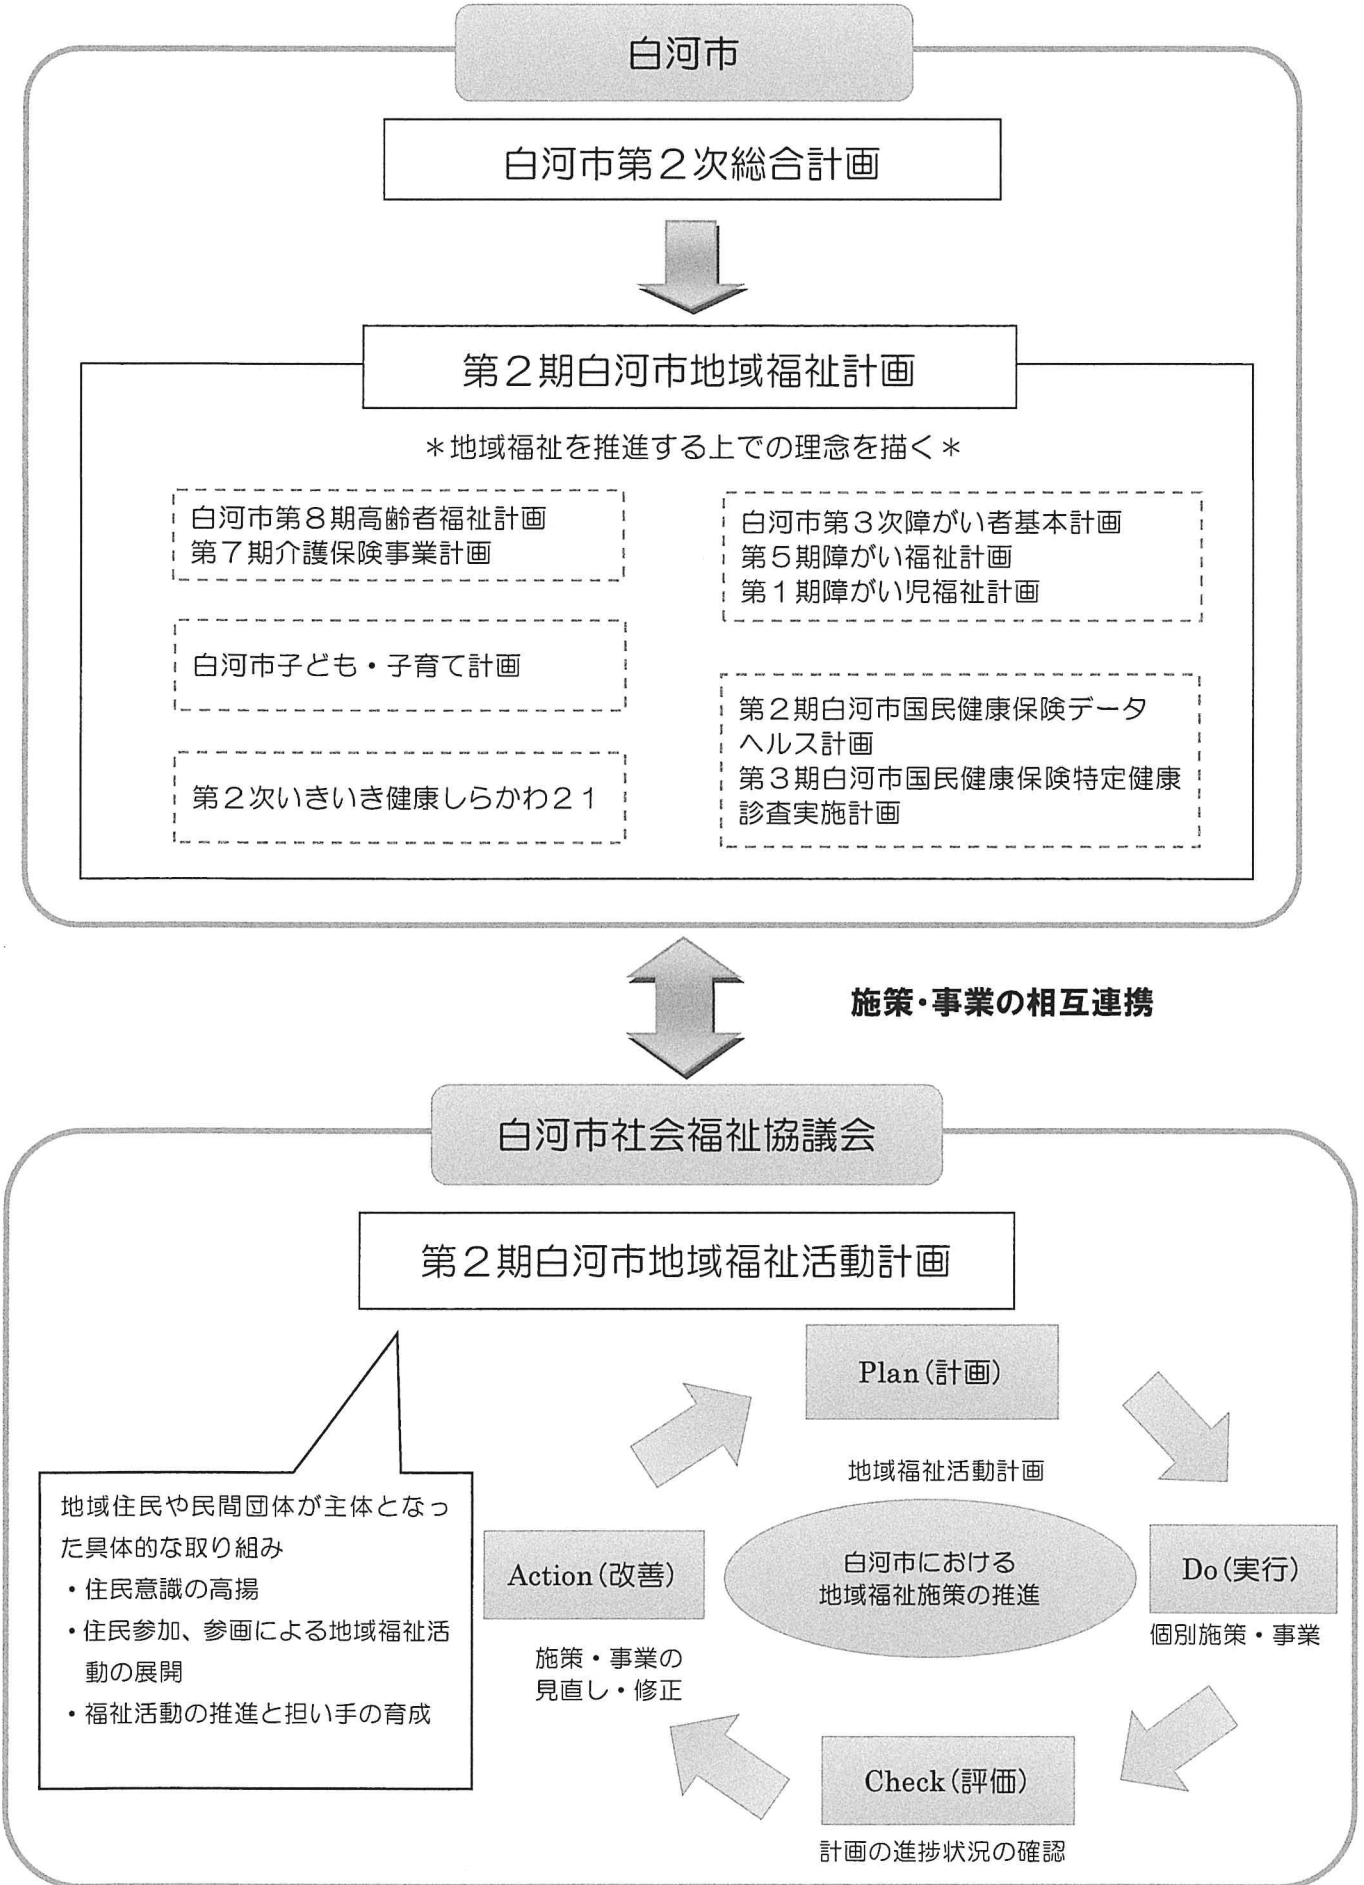 白河市
白河市第２次総合計画
第２期白河市地域福祉計画
＊地域福祉を推進する上での理念を描く＊
白河市第８期高齢者福祉計画
第７期介護保険事業計画
白河市子ども・子育て計画
第２次いきいき健康しらかわ２１
白河市第３次障がい者基本計画
第５期障がい福祉計画
第１期障がい児福祉計画
第２期白河市国民健康保険データ
ヘルス計画
第３期白河市国民健康保険特定健康
診査実施計画
施策・事業の相互連携
白河市社会福祉協議会
第２期白河市地域福祉活動計画
地域住民や民間団体が主体となっ
た具体的な取り組み
・住民意識の高揚
・住民参加、参画による地域福祉活
動の展開
・福祉活動の推進と担い手の育成
Plan（計画）
地域福祉活動計画
Do（実行）
個別施策・事業
Check（評価）
計画の進捗状況の確認
Action（改善）
施策・事業の
見直し・修正
白河市における
地域福祉施策の推進